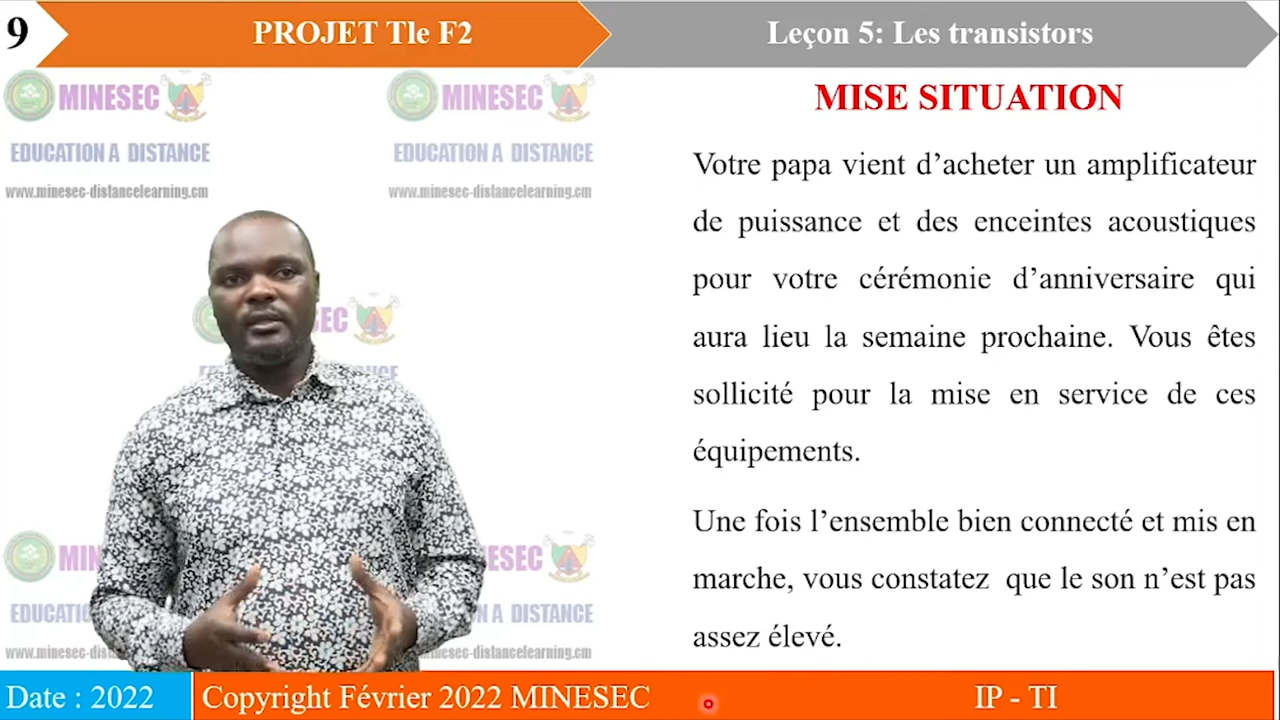 9
PROJET Tle F2
Leçon 5: Les transistors
MINESEC
MINESEC
EDUCATION A DISTANCE
EDUCATION A DISTANCE
www.minesec-distancelearning.cm
www.minesec-distancelearning.cm
MISE SITUATION
Votre papa vient d’acheter un amplificateur
de puissance et des enceintes acoustiques
pour votre cérémonie d’anniversaire qui
aura lieu la semaine prochaine. Vous êtes
sollicité pour la mise en service de ces
équipements.
Une fois l’ensemble bien connecté et mis en
marche, vous constatez que le son n’est pas
assez élevé.
Date : 2022
Copyright Février 2022 MINESEC
IP - TI